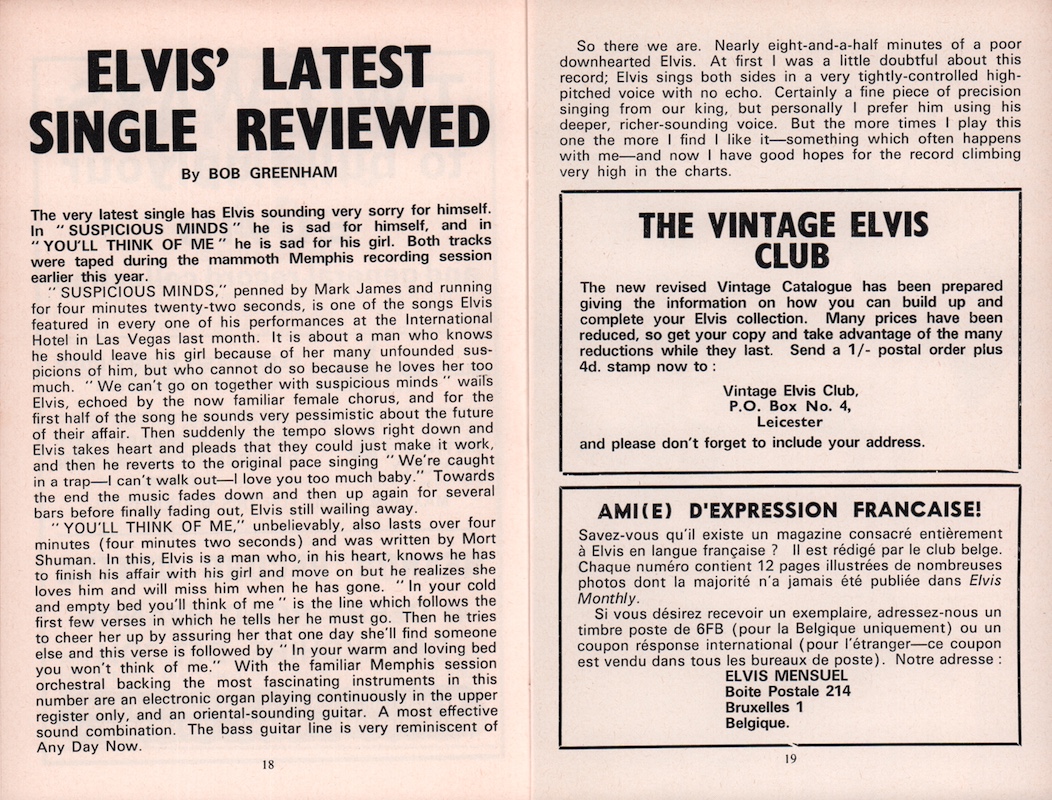 ELVIS' LATEST
SINGLE REVIEWED
By BOB GREENHAM
The very latest single has Elvis sounding very sorry for himself.
In "SUSPICIOUS MINDS" he is sad for himself, and in
"YOU'LL THINK OF ME" he is sad for his girl. Both tracks
were taped during the mammoth Memphis recording session
earlier this year.
"SUSPICIOUS MINDS," penned by Mark James and running
for four minutes twenty-two seconds, is one of the songs Elvis
featured in every one of his performances at the International
Hotel in Las Vegas last month. It is about a man who knows
he should leave his girl because of her many unfounded sus-
picions of him, but who cannot do so because he loves her too
much. "We can't go on together with suspicious minds" wails
Elvis, echoed by the now familiar female chorus, and for the
first half of the song he sounds very pessimistic about the future
of their affair. Then suddenly the tempo slows right down and
Elvis takes heart and pleads that they could just make it work,
and then he reverts to the original pace singing "We're caught
in a trap—I can't walk out—I love you too much baby." Towards
the end the music fades down and then up again for several
bars before finally fading out, Elvis still wailing away.
"YOU'LL THINK OF ME," unbelievably, also lasts over four
minutes (four minutes two seconds) and was written by Mort
Shuman. In this, Elvis is a man who, in his heart, knows he has
to finish his affair with his girl and move on but he realizes she
loves him and will miss him when he has gone. "In your cold
and empty bed you'll think of me" is the line which follows the
first few verses in which he tells her he must go. Then he tries
to cheer her up by assuring her that one day she'll find someone
else and this verse is followed by "In your warm and loving bed
you won't think of me." With the familiar Memphis session
orchestral backing the most fascinating instruments in this
number are an electronic organ playing continuously in the upper
register only, and an oriental-sounding guitar. A most effective
sound combination. The bass guitar line is very reminiscent of
Any Day Now.
18
So there we are. Nearly eight-and-a-half minutes of a poor
downhearted Elvis. At first I was a little doubtful about this
record; Elvis sings both sides in a very tightly-controlled high-
pitched voice with no echo. Certainly a fine piece of precision
singing from our king, but personally I prefer him using his
deeper, richer-sounding voice. But the more times I play this
one the more I find I like it—something which often happens
with me—and now I have good hopes for the record climbing
very high in the charts.
THE VINTAGE ELVIS
CLUB
The new revised Vintage Catalogue has been prepared
giving the information on how you can build up and
complete your Elvis collection. Many prices have been
reduced, so get your copy and take advantage of the many
reductions while they last. Send a 1/- postal order plus
4d. stamp now to :
Vintage Elvis Club,
P.O. Box No. 4,
Leicester
and please don't forget to include your address.
AMI(E) D'EXPRESSION FRANCAISE!
Savez-vous qu'il existe un magazine consacré entièrement
à Elvis en langue française ? Il est rédigé par le club belge.
Chaque numéro contient 12 pages illustrées de nombreuses
photos dont la majorité n'a jamais été publiée dans Elvis
Monthly.
Si vous désirez recevoir un exemplaire, adressez-nous un
timbre poste de 6FB (pour la Belgique uniquement) ou un
coupon résponse international (pour l'étranger—ce coupon
est vendu dans tous les bureaux de poste). Notre adresse :
ELVIS MENSUEL
Boite Postale 214
Bruxelles 1
Belgique.
19